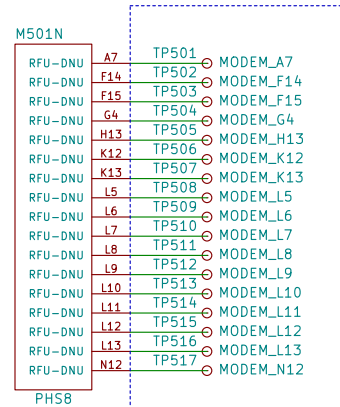 M501N
RFU-DNU A7 TP501 MODEM_A7
RFU-DNU F14 TP502 MODEM_F14
RFU-DNU F15 TP503 MODEM_F15
RFU-DNU G4 TP504 MODEM_G4
RFU-DNU H13 TP505 MODEM_H13
RFU-DNU K12 TP506 MODEM_K12
RFU-DNU K13 TP507 MODEM_K13
RFU-DNU L5 TP508 MODEM_L5
RFU-DNU L6 TP509 MODEM_L6
RFU-DNU L7 TP510 MODEM_L7
RFU-DNU L8 TP511 MODEM_L8
RFU-DNU L9 TP512 MODEM_L9
RFU-DNU L10 TP513 MODEM_L10
RFU-DNU L11 TP514 MODEM_L11
RFU-DNU L12 TP515 MODEM_L12
RFU-DNU L13 TP516 MODEM_L13
RFU-DNU N12 TP517 MODEM_N12
PHS8